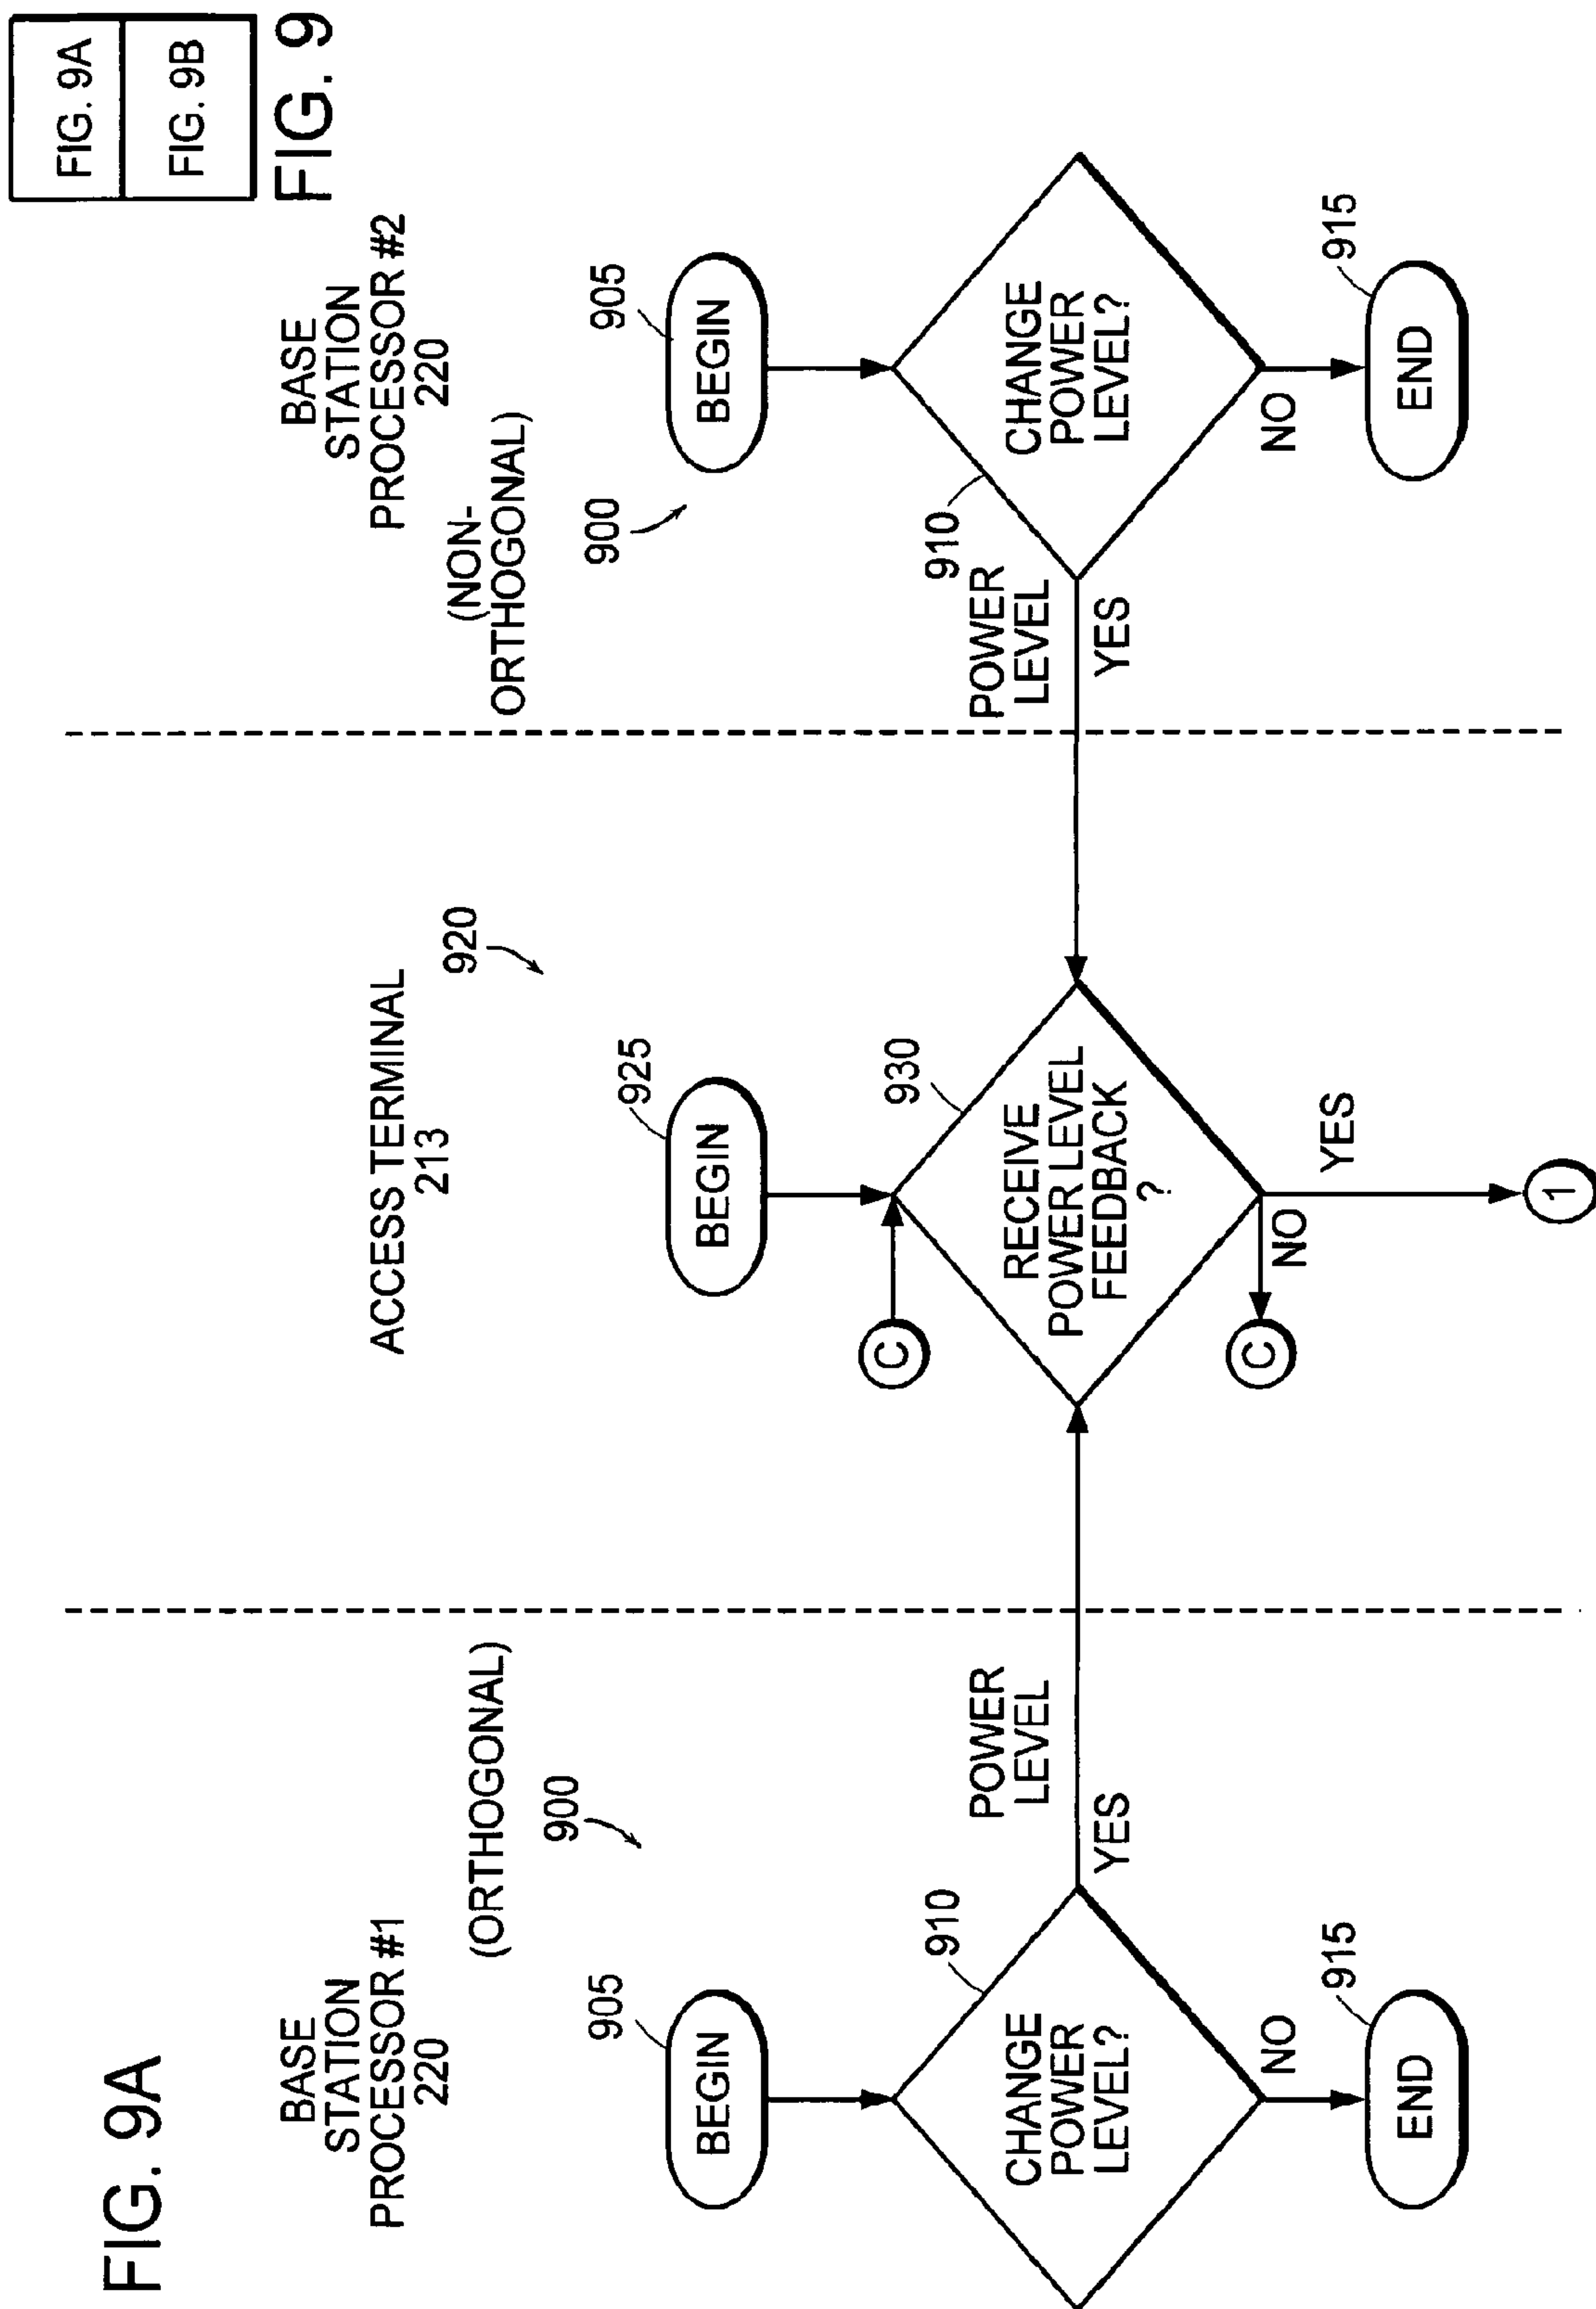 FIG. 9A
FIG. 9A
FIG. 9B
FIG. 9
BASE
STATION
PROCESSOR #1
220
(ORTHOGONAL)
900
905
BEGIN
910
CHANGE
POWER
LEVEL?
POWER
LEVEL
YES
NO
915
END
ACCESS TERMINAL
213
920
925
BEGIN
C
930
RECEIVE
POWER LEVEL
FEEDBACK
?
NO
C
YES
1
BASE
STATION
PROCESSOR #2
220
(NON-
ORTHOGONAL)
900
905
BEGIN
910
CHANGE
POWER
LEVEL?
POWER
LEVEL
YES
NO
915
END